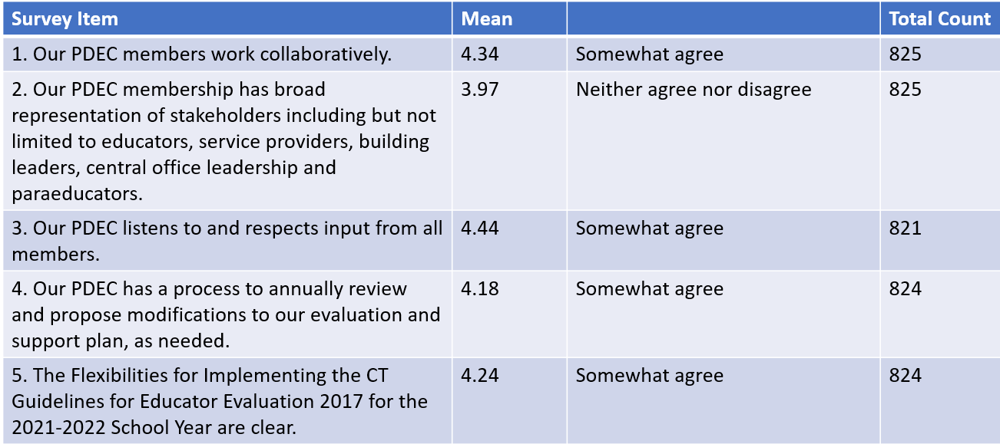 Survey Item Mean Total Count
1. Our PDEC members work collaboratively. 4.34 Somewhat agree 825
2. Our PDEC membership has broad 3.97 Neither agree nor disagree 825
representation of stakeholders including but not
limited to educators, service providers, building
leaders, central office leadership and
paraeducators.
3. Our PDEC listens to and respects input from all 4.44 Somewhat agree 821
members.
4. Our PDEC has a process to annually review 4.18 Somewhat agree 824
and propose modifications to our evaluation and
support plan, as needed.
5. The Flexibilities for Implementing the CT 4.24 Somewhat agree 824
Guidelines for Educator Evaluation 2017 for the
2021-2022 School Year are clear.